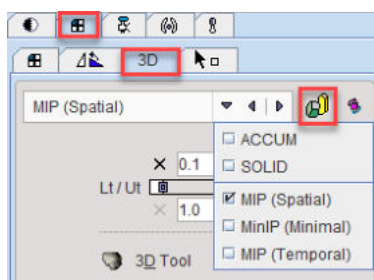 3D
MIP (Spatial)
ACCUM
SOLID
0.1
Lt / Ut
MIP (Spatial)
1.0
MinIP (Minimal)
3D Tool
MIP (Temporal)